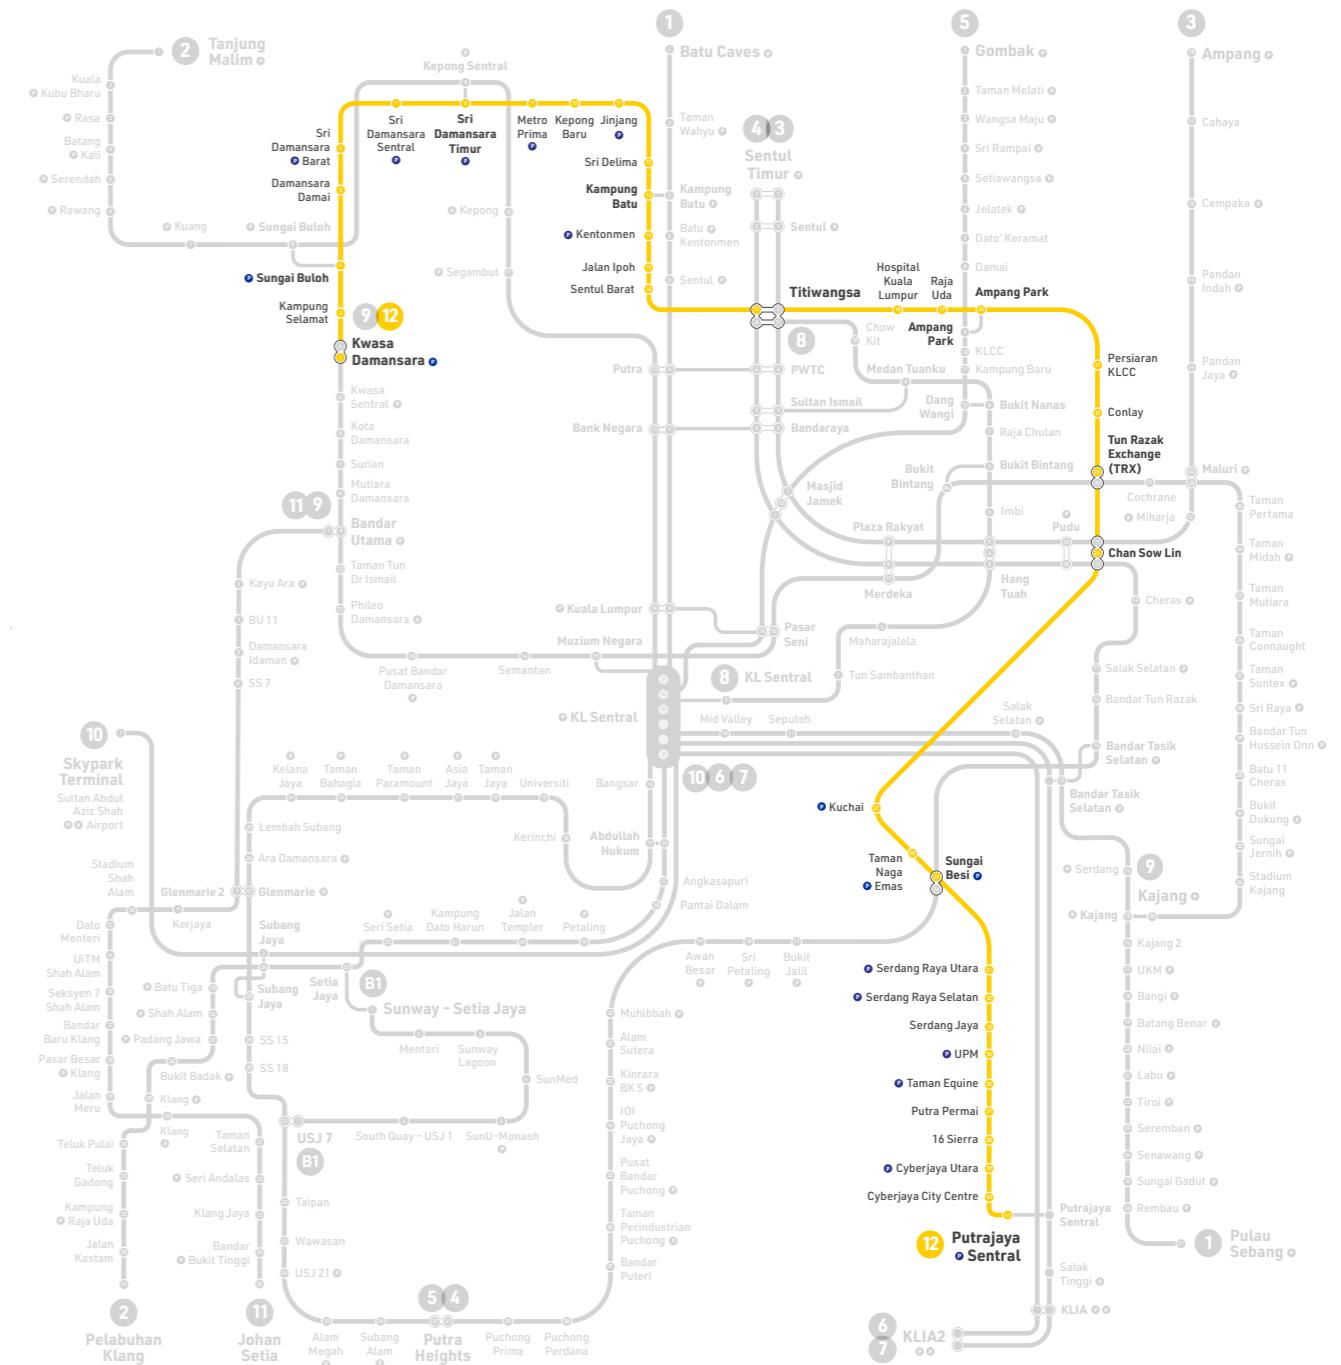 2
Tanjung
Malim
Kuala
Kubu Bharu
Rasa
Batang
Kali
Serendah
Rawang
Kuang
Sungai Buloh
Kepong Sentral
Kepong
Segambut
1
Batu Caves
Taman
Wahyu
Kampung
Batu
Batu
Kentonmen
Sentul
4 3
Sentul
Timur
Sentul
5
Gombak
Taman Melati
Wangsa Maju
Sri Rampai
Setiawangsa
Jelatek
Dato' Keramat
Damai
Ampang
Park
KLCC
Kampung Baru
Dang
Wangi
3
Ampang
Cahaya
Cempaka
Pandan
Indah
Pandan
Jaya
Maluri
Sri
Damansara
Barat
Damansara
Damai
Sungai Buloh
Kampung
Selamat
9 12
Kwasa
Damansara
Sri
Damansara
Sentral
Sri
Damansara
Timur
Metro
Prima
Kepong
Baru
Jinjang
Sri Delima
Kampung
Batu
Kentonmen
Jalan Ipoh
Sentul Barat
Titiwangsa
8
Hospital
Kuala
Lumpur
Raja
Uda
Ampang Park
Persiaran
KLCC
Conlay
Tun Razak
Exchange
(TRX)
Chan Sow Lin
Chow
Kit
Medan Tuanku
Bukit Nanas
Raja Chulan
Bukit Bintang
Imbi
Hang
Tuah
Putra
PWTC
Sultan Ismail
Bank Negara
Bandaraya
Masjid
Jamek
Bukit
Bintang
Plaza Rakyat
Merdeka
Pudu
Cochrane
Miharja
Kwasa
Sentral
Kota
Damansara
Surian
Mutiara
Damansara
11 9
Bandar
Utama
Taman Tun
Dr Ismail
Phileo
Damansara
Pusat Bandar
Damansara
Semantan
Muzium Negara
Kuala Lumpur
Pasar
Seni
Maharajalela
Tun Sambanthan
8
KL Sentral
KL Sentral
10 6 7
Mid Valley
Seputeh
Salak
Selatan
Cheras
Salak Selatan
Bandar Tun Razak
Bandar Tasik
Selatan
Bandar Tasik
Selatan
Taman
Pertama
Taman
Midah
Taman
Mutiara
Taman
Connaught
Taman
Suntex
Sri Raya
Bandar Tun
Hussein Onn
Batu 11
Cheras
Bukit
Dukung
Sungai
Jernih
Stadium
Kajang
9
Kajang
Serdang
Kajang
Kajang 2
UKM
Bangi
Batang Benar
Nilai
Labu
Tiroi
Seremban
Senawang
Sungai Gadut
Rembau
1
Pulau
Sebang
Kayu Ara
BU 11
Damansara
Idaman
SS 7
10
Skypark
Terminal
Sultan Abdul
Aziz Shah
Airport
Kelana
Jaya
Taman
Bahagia
Taman
Paramount
Asia
Jaya
Taman
Jaya
Universiti
Kerinchi
Bangsar
Abdullah
Hukum
Angkasapuri
Pantai Dalam
Lembah Subang
Ara Damansara
Stadium
Shah
Alam
Glenmarie 2
Glenmarie
Kerjaya
Dato
Menteri
UiTM
Shah Alam
Seksyen 7
Shah Alam
Bandar
Baru Klang
Pasar Besar
Klang
Jalan
Meru
Subang
Jaya
Subang
Jaya
Seri Setia
Kampung
Dato Harun
Jalan
Templer
Petaling
Setia
Jaya
B1
Sunway - Setia Jaya
Mentari
Sunway
Lagoon
SunMed
SunU-Monash
South Quay - USJ 1
USJ 7
B1
Batu Tiga
Shah Alam
Padang Jawa
Bukit Badak
Klang
Klang
Teluk Pulai
Teluk
Gadong
Kampung
Raja Uda
Jalan
Kastam
2
Pelabuhan
Klang
Taman
Selatan
Seri Andalas
Klang Jaya
Bandar
Bukit Tinggi
11
Johan
Setia
SS 15
SS 18
Taipan
Wawasan
USJ 21
Alam
Megah
Subang
Alam
5 4
Putra
Heights
Puchong
Prima
Puchong
Perdana
Bandar
Puteri
Taman
Perindustrian
Puchong
Pusat
Bandar
Puchong
IOI
Puchong
Jaya
Kinrara
BK 5
Alam
Sutera
Muhibbah
Awan
Besar
Sri
Petaling
Bukit
Jalil
Kuchai
Taman
Naga
Emas
Sungai
Besi
Serdang Raya Utara
Serdang Raya Selatan
Serdang Jaya
UPM
Taman Equine
Putra Permai
16 Sierra
Cyberjaya Utara
Cyberjaya City Centre
12
Putrajaya
Sentral
Putrajaya
Sentral
Salak
Tinggi
KLIA
6
7
KLIA2